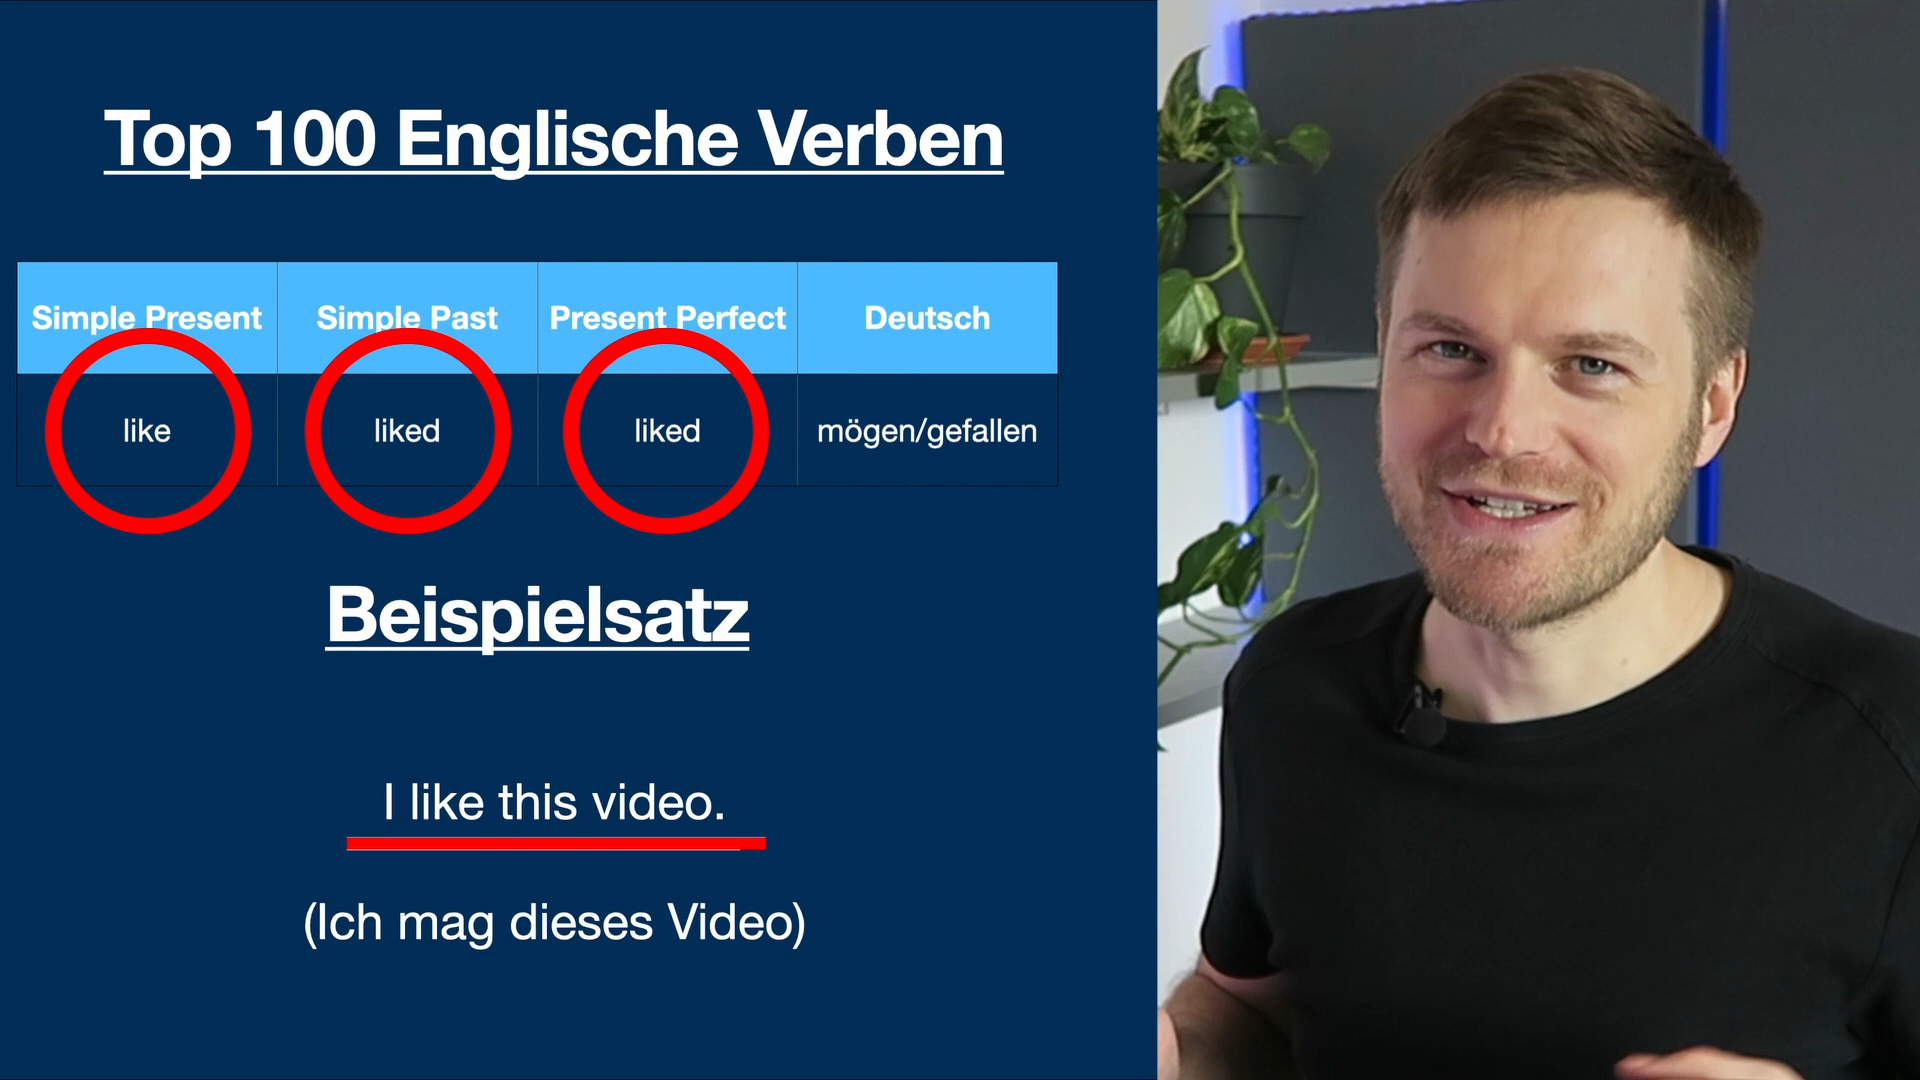 Top 100 Englische Verben
Simple Present Simple Past Present Perfect Deutsch
like liked liked mögen/gefallen
Beispielsatz
I like this video.
(Ich mag dieses Video)